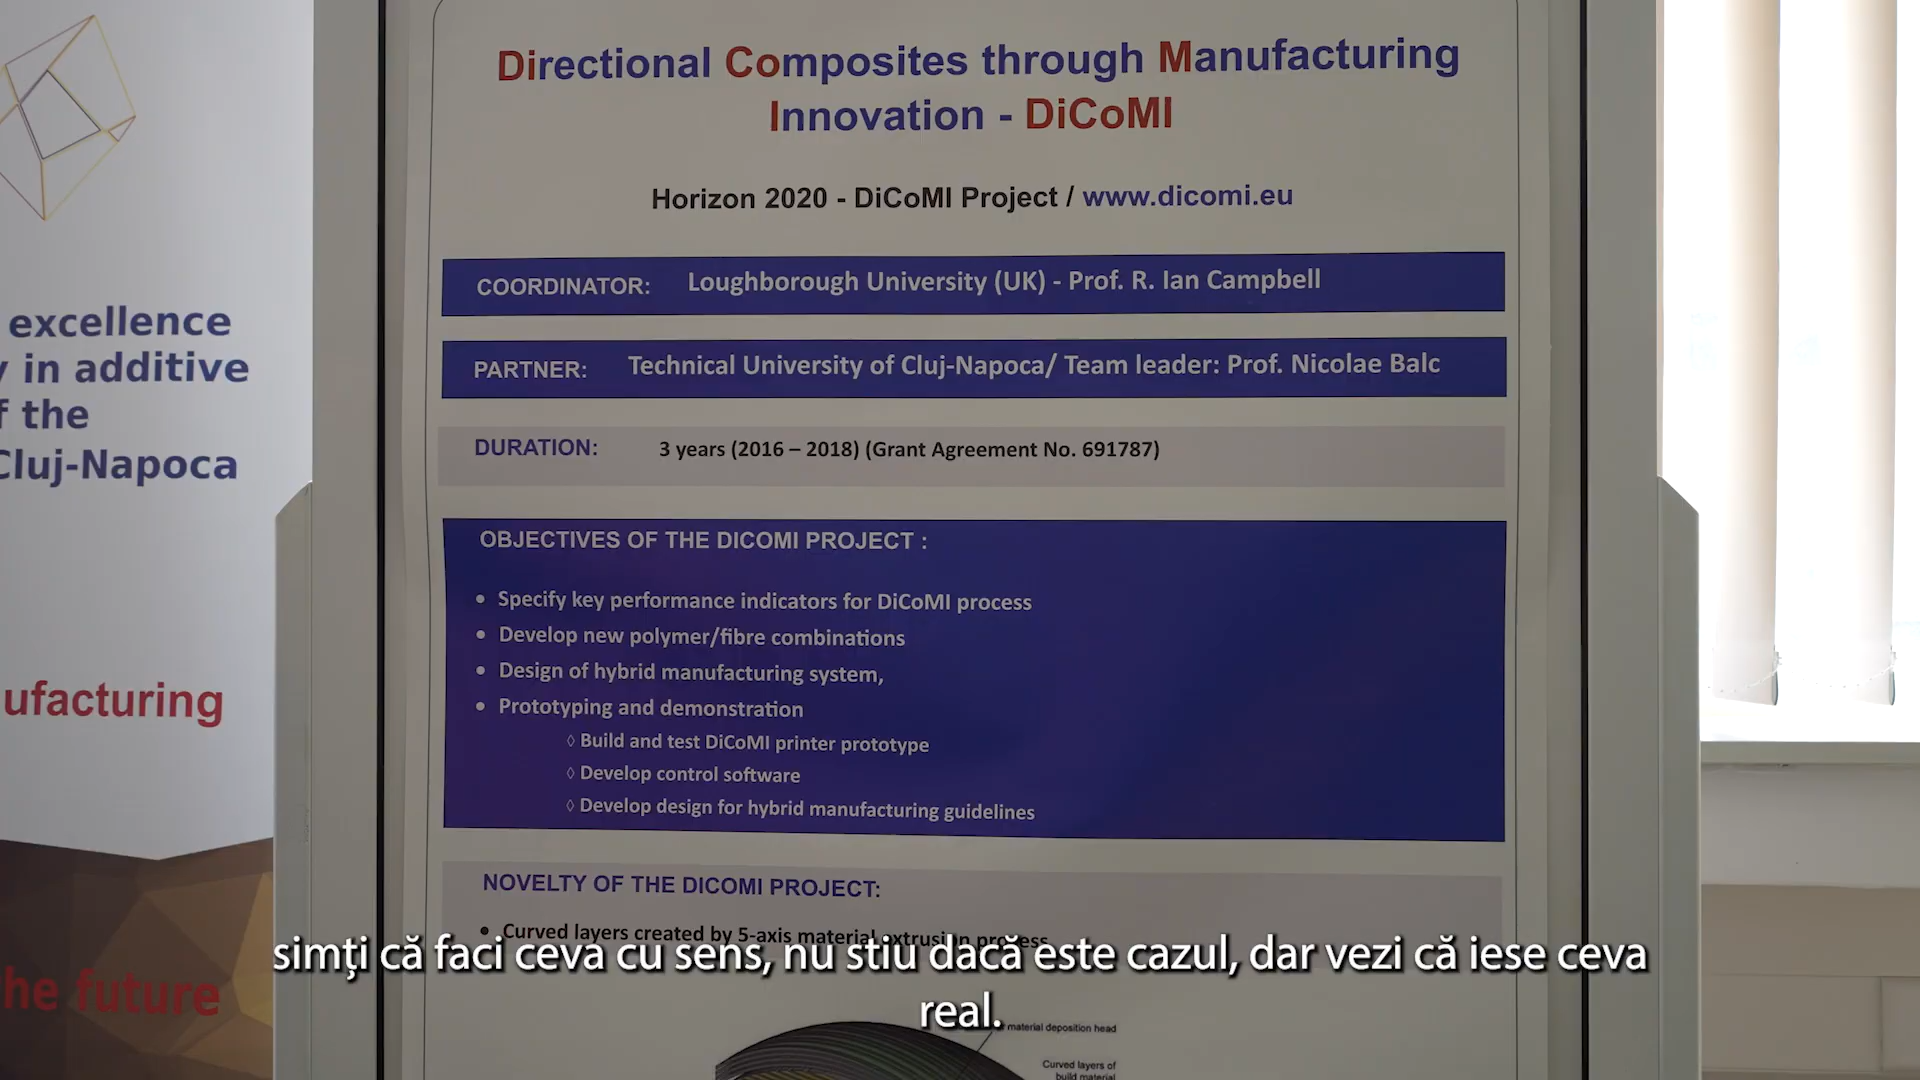 excellence
in additive
the
Cluj-Napoca
ufacturing
he future
Directional Composites through Manufacturing
Innovation - DiCoMI
Horizon 2020 - DiCoMI Project / www.dicomi.eu
COORDINATOR: Loughborough University (UK) - Prof. R. Ian Campbell
PARTNER: Technical University of Cluj-Napoca/ Team leader: Prof. Nicolae Balc
DURATION: 3 years (2016 – 2018) (Grant Agreement No. 691787)
OBJECTIVES OF THE DICOMI PROJECT :
• Specify key performance indicators for DiCoMI process
• Develop new polymer/fibre combinations
• Design of hybrid manufacturing system,
• Prototyping and demonstration
◊ Build and test DiCoMI printer prototype
◊ Develop control software
◊ Develop design for hybrid manufacturing guidelines
NOVELTY OF THE DICOMI PROJECT:
• Curved layers created by 5-axis material extrusion process
material deposition head
Curved layers of
build material
simți că faci ceva cu sens, nu stiu dacă este cazul, dar vezi că iese ceva
real.